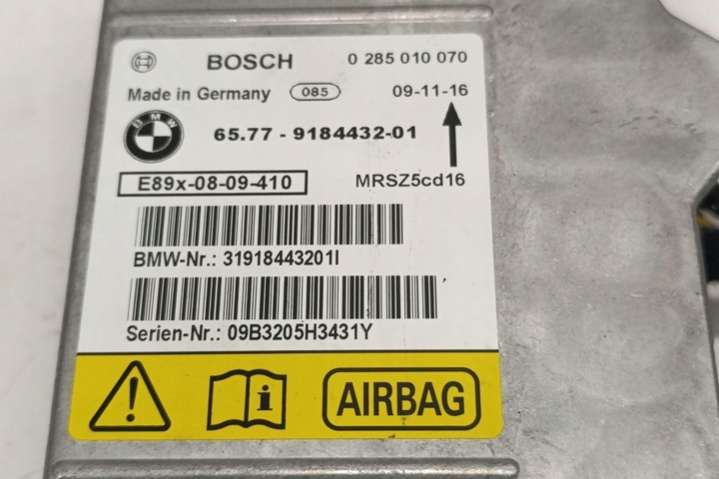 BOSCH 0 285 010 070
Made in Germany 085 09-11-16
BMW
65.77 - 9184432-01
E89x-08-09-410 MRSZ5cd16
BMW-Nr.: 31918443201I
Serien-Nr.: 09B3205H3431Y
AIRBAG